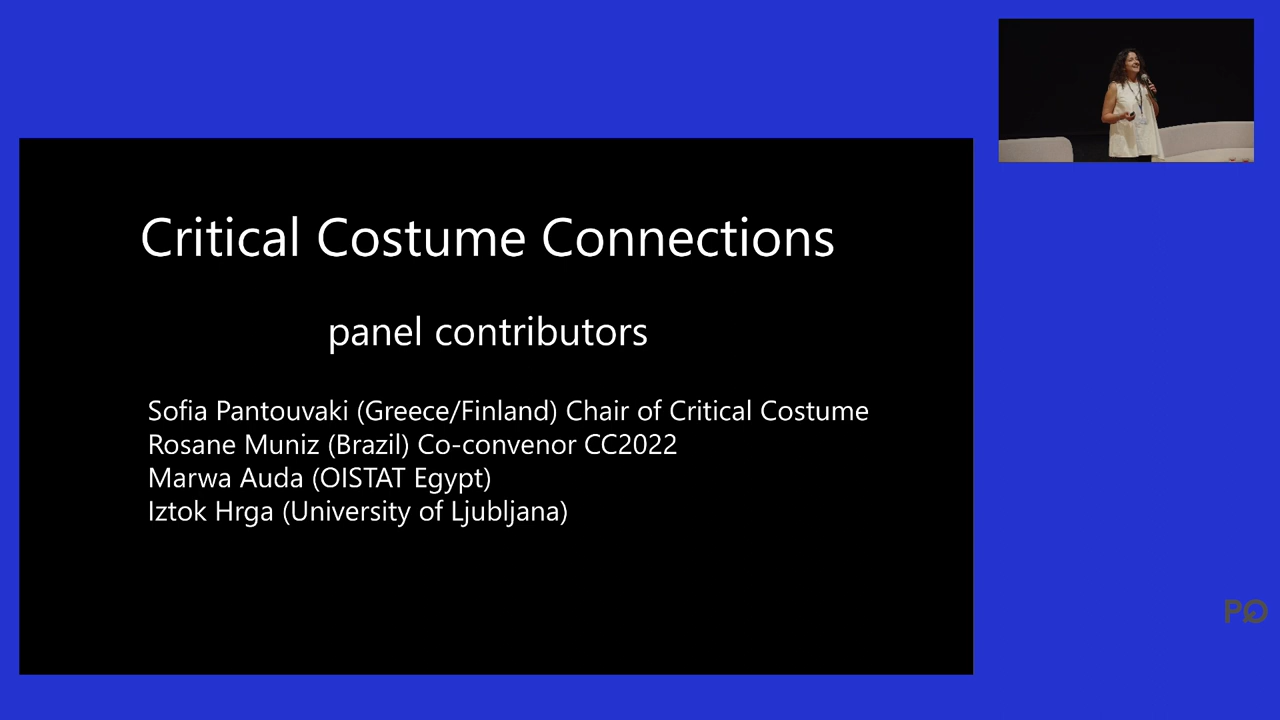 Critical Costume Connections
panel contributors
Sofia Pantouvaki (Greece/Finland) Chair of Critical Costume
Rosane Muniz (Brazil) Co-convenor CC2022
Marwa Auda (OISTAT Egypt)
Iztok Hrga (University of Ljubljana)
PQ